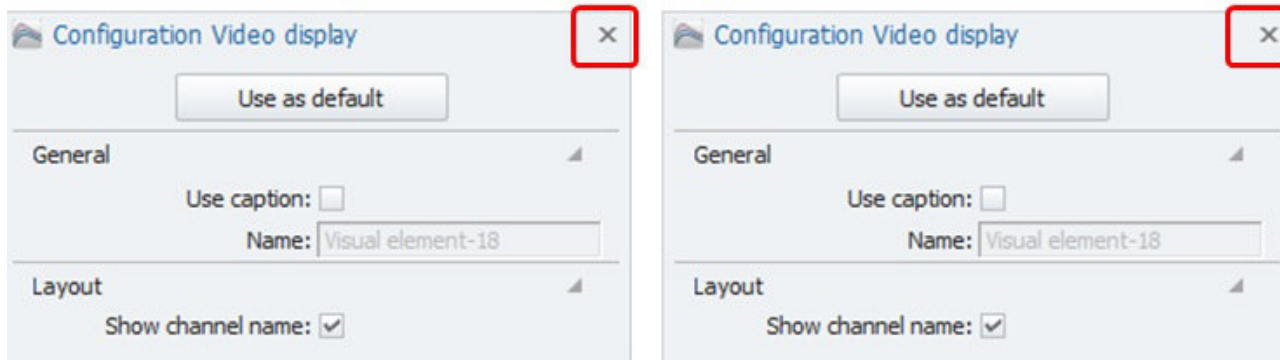 Configuration Video display
Use as default
General
Use caption:
Name: Visual element-18
Layout
Show channel name:
Configuration Video display
Use as default
General
Use caption:
Name: Visual element-18
Layout
Show channel name: